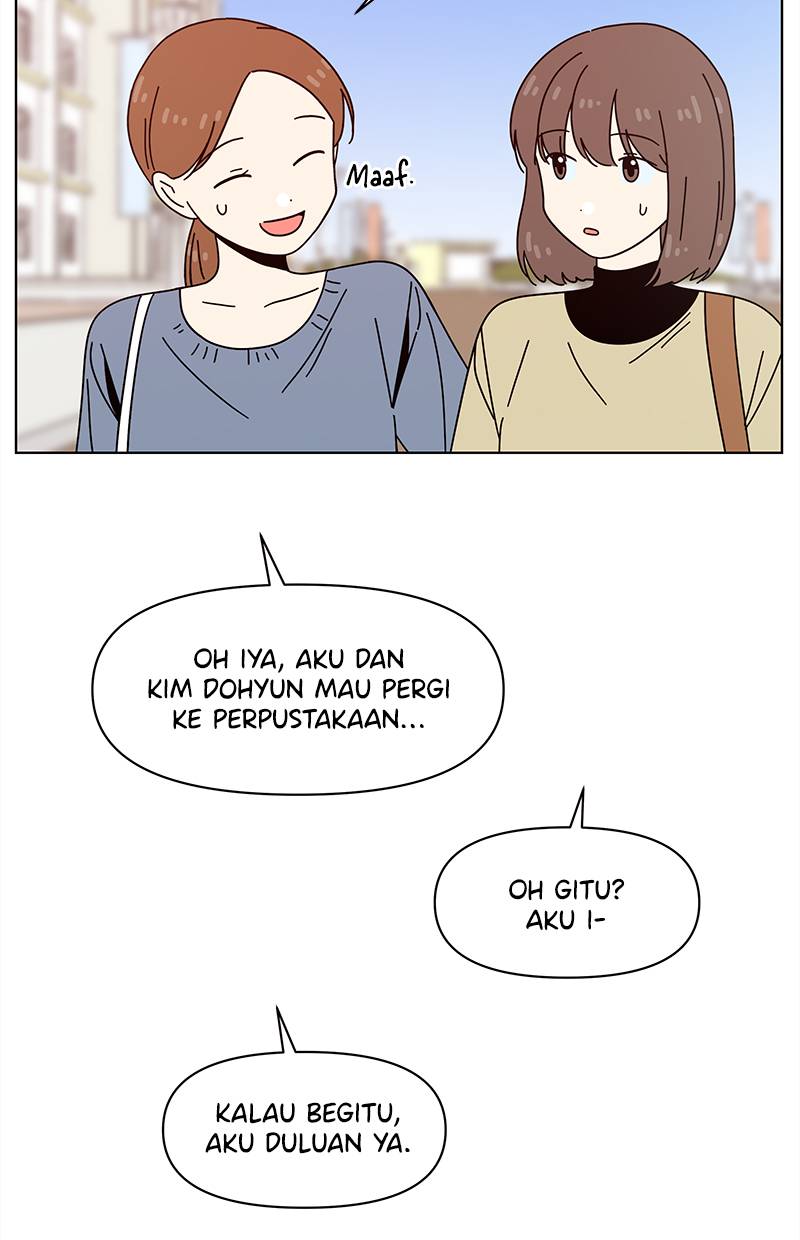 Maaf.
OH IYA, AKU DAN
KIM DOHYUN MAU PERGI
KE PERPUSTAKAAN...
OH GITU?
AKU I-
KALAU BEGITU,
AKU DULUAN YA.